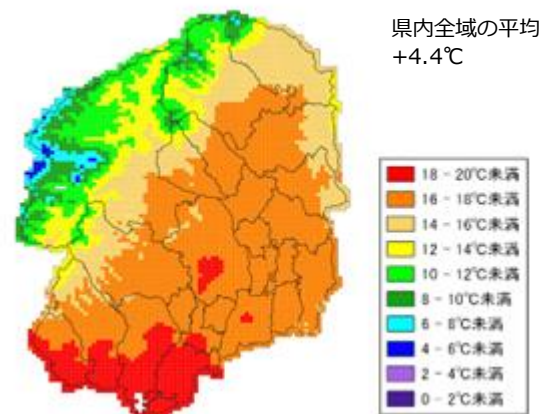 県内全域の平均
+4.4℃
18 - 20℃未満
16 - 18℃未満
14 - 16℃未満
12 - 14℃未満
10 - 12℃未満
8 - 10℃未満
6 - 8℃未満
4 - 6℃未満
2 - 4℃未満
0 - 2℃未満